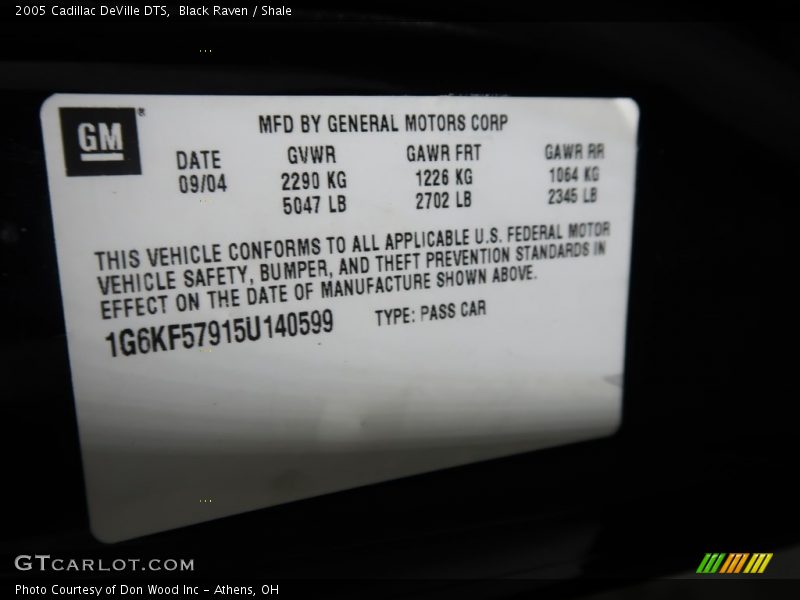 2005 Cadillac DeVille DTS, Black Raven / Shale
GM®
MFD BY GENERAL MOTORS CORP
DATE GVWR GAWR FRT GAWR RR
09/04 2290 KG 1226 KG 1064 KG
5047 LB 2702 LB 2345 LB
THIS VEHICLE CONFORMS TO ALL APPLICABLE U.S. FEDERAL MOTOR
VEHICLE SAFETY, BUMPER, AND THEFT PREVENTION STANDARDS IN
EFFECT ON THE DATE OF MANUFACTURE SHOWN ABOVE.
1G6KF57915U140599 TYPE: PASS CAR
GTCARLOT.COM
Photo Courtesy of Don Wood Inc - Athens, OH